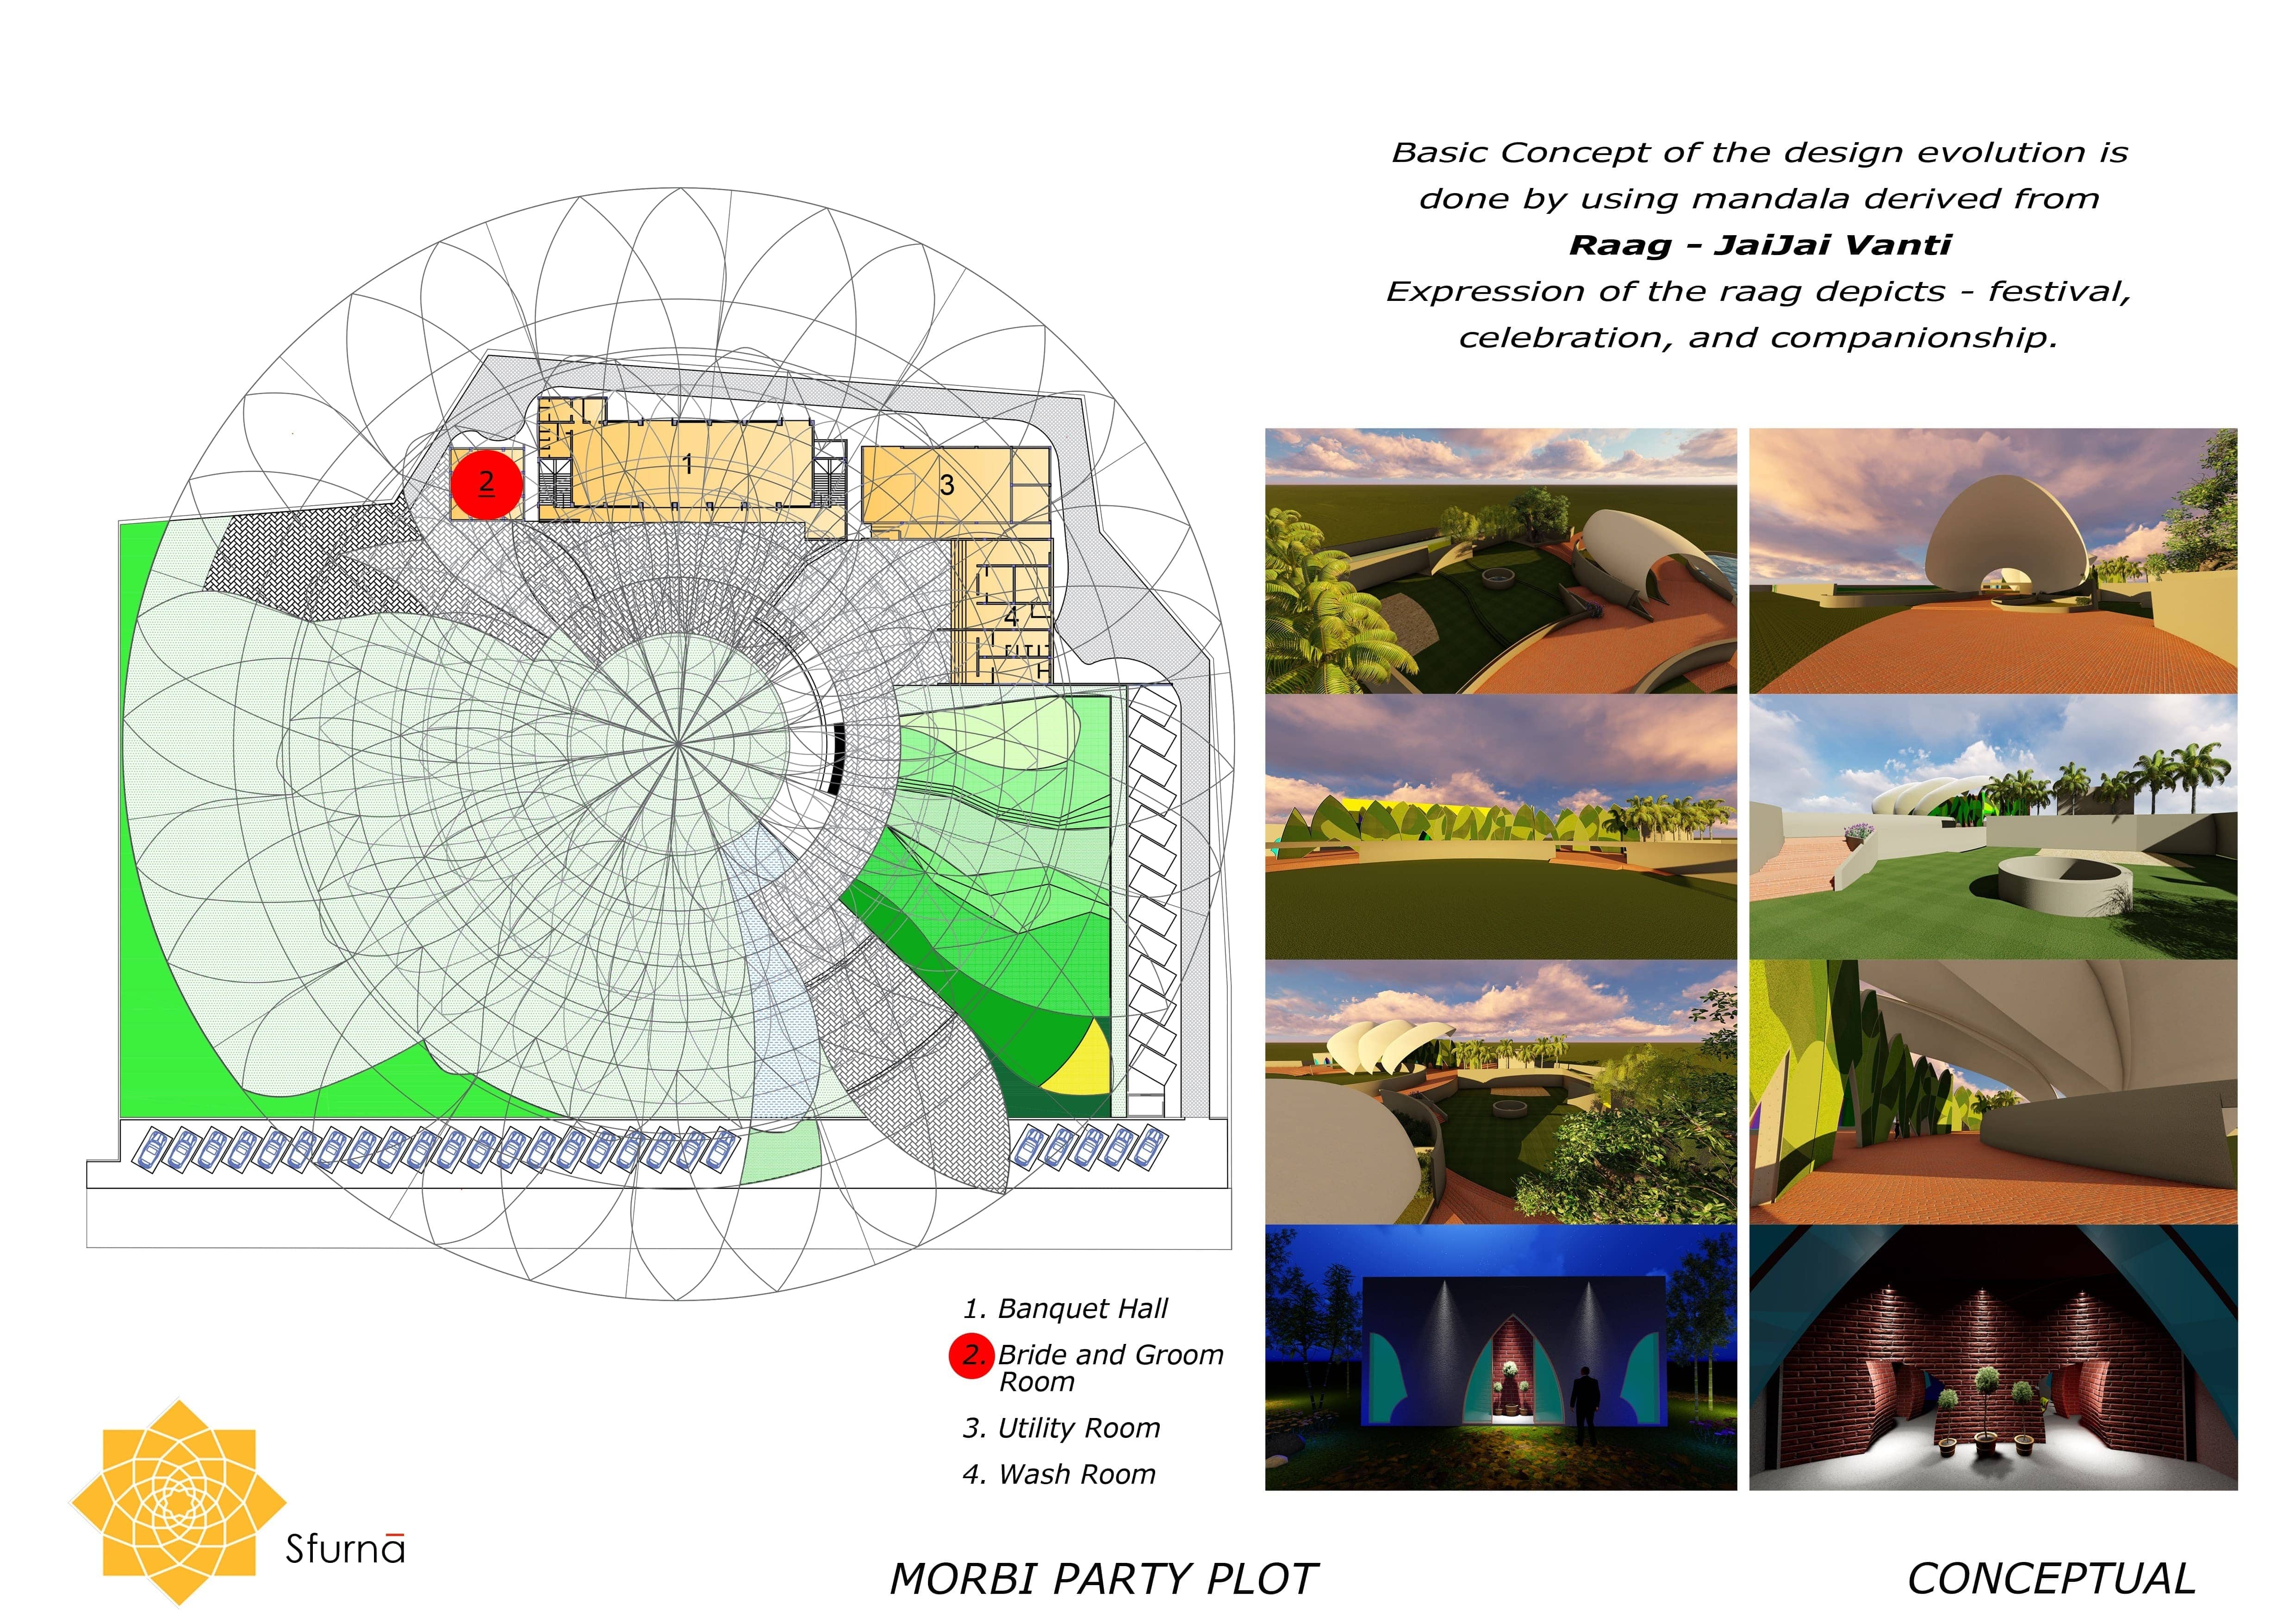 Basic Concept of the design evolution is
done by using mandala derived from
Raag - JaiJai Vanti
Expression of the raag depicts - festival,
celebration, and companionship.
1
2
3
4
1. Banquet Hall
2. Bride and Groom
Room
3. Utility Room
4. Wash Room
Sfurnā
MORBI PARTY PLOT
CONCEPTUAL